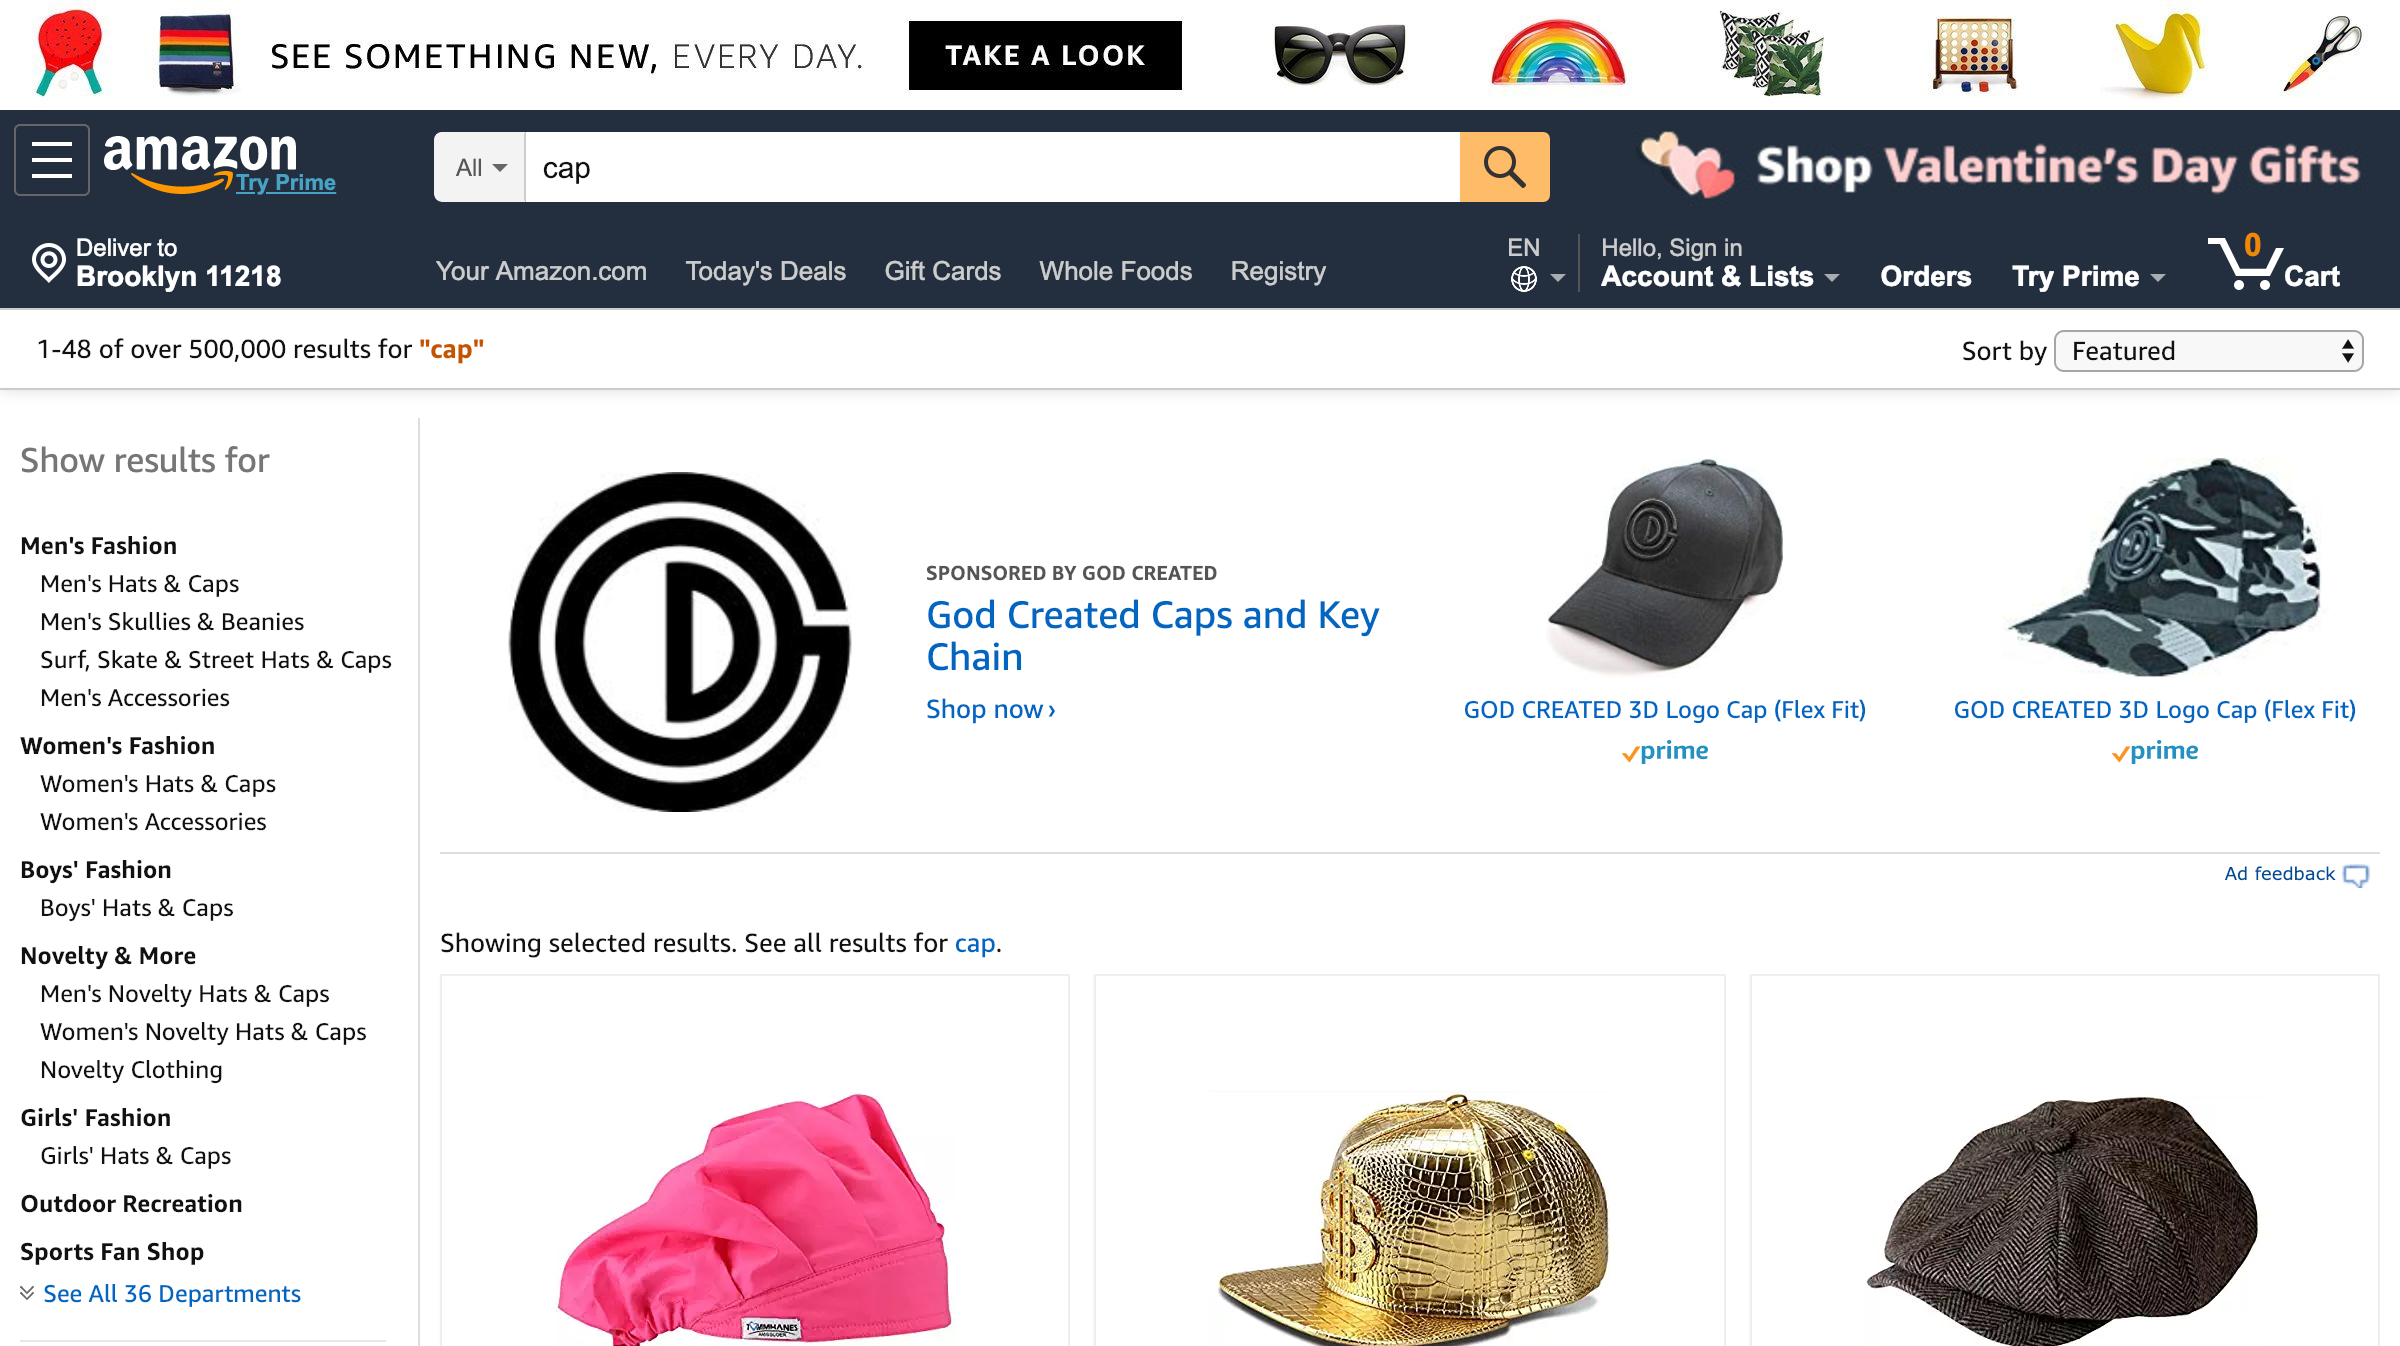 SEE SOMETHING NEW, EVERY DAY.
TAKE A LOOK
amazon
Try Prime
All
cap
Shop Valentine's Day Gifts
Deliver to
Brooklyn 11218
Your Amazon.com
Today's Deals
Gift Cards
Whole Foods
Registry
EN
Hello, Sign in
Account & Lists
Orders
Try Prime
0
Cart
1-48 of over 500,000 results for "cap"
Sort by Featured
Show results for
Men's Fashion
Men's Hats & Caps
Men's Skullies & Beanies
Surf, Skate & Street Hats & Caps
Men's Accessories
Women's Fashion
Women's Hats & Caps
Women's Accessories
Boys' Fashion
Boys' Hats & Caps
Novelty & More
Men's Novelty Hats & Caps
Women's Novelty Hats & Caps
Novelty Clothing
Girls' Fashion
Girls' Hats & Caps
Outdoor Recreation
Sports Fan Shop
See All 36 Departments
SPONSORED BY GOD CREATED
God Created Caps and Key
Chain
Shop now ›
GOD CREATED 3D Logo Cap (Flex Fit)
prime
GOD CREATED 3D Logo Cap (Flex Fit)
prime
Ad feedback
Showing selected results. See all results for cap.
$